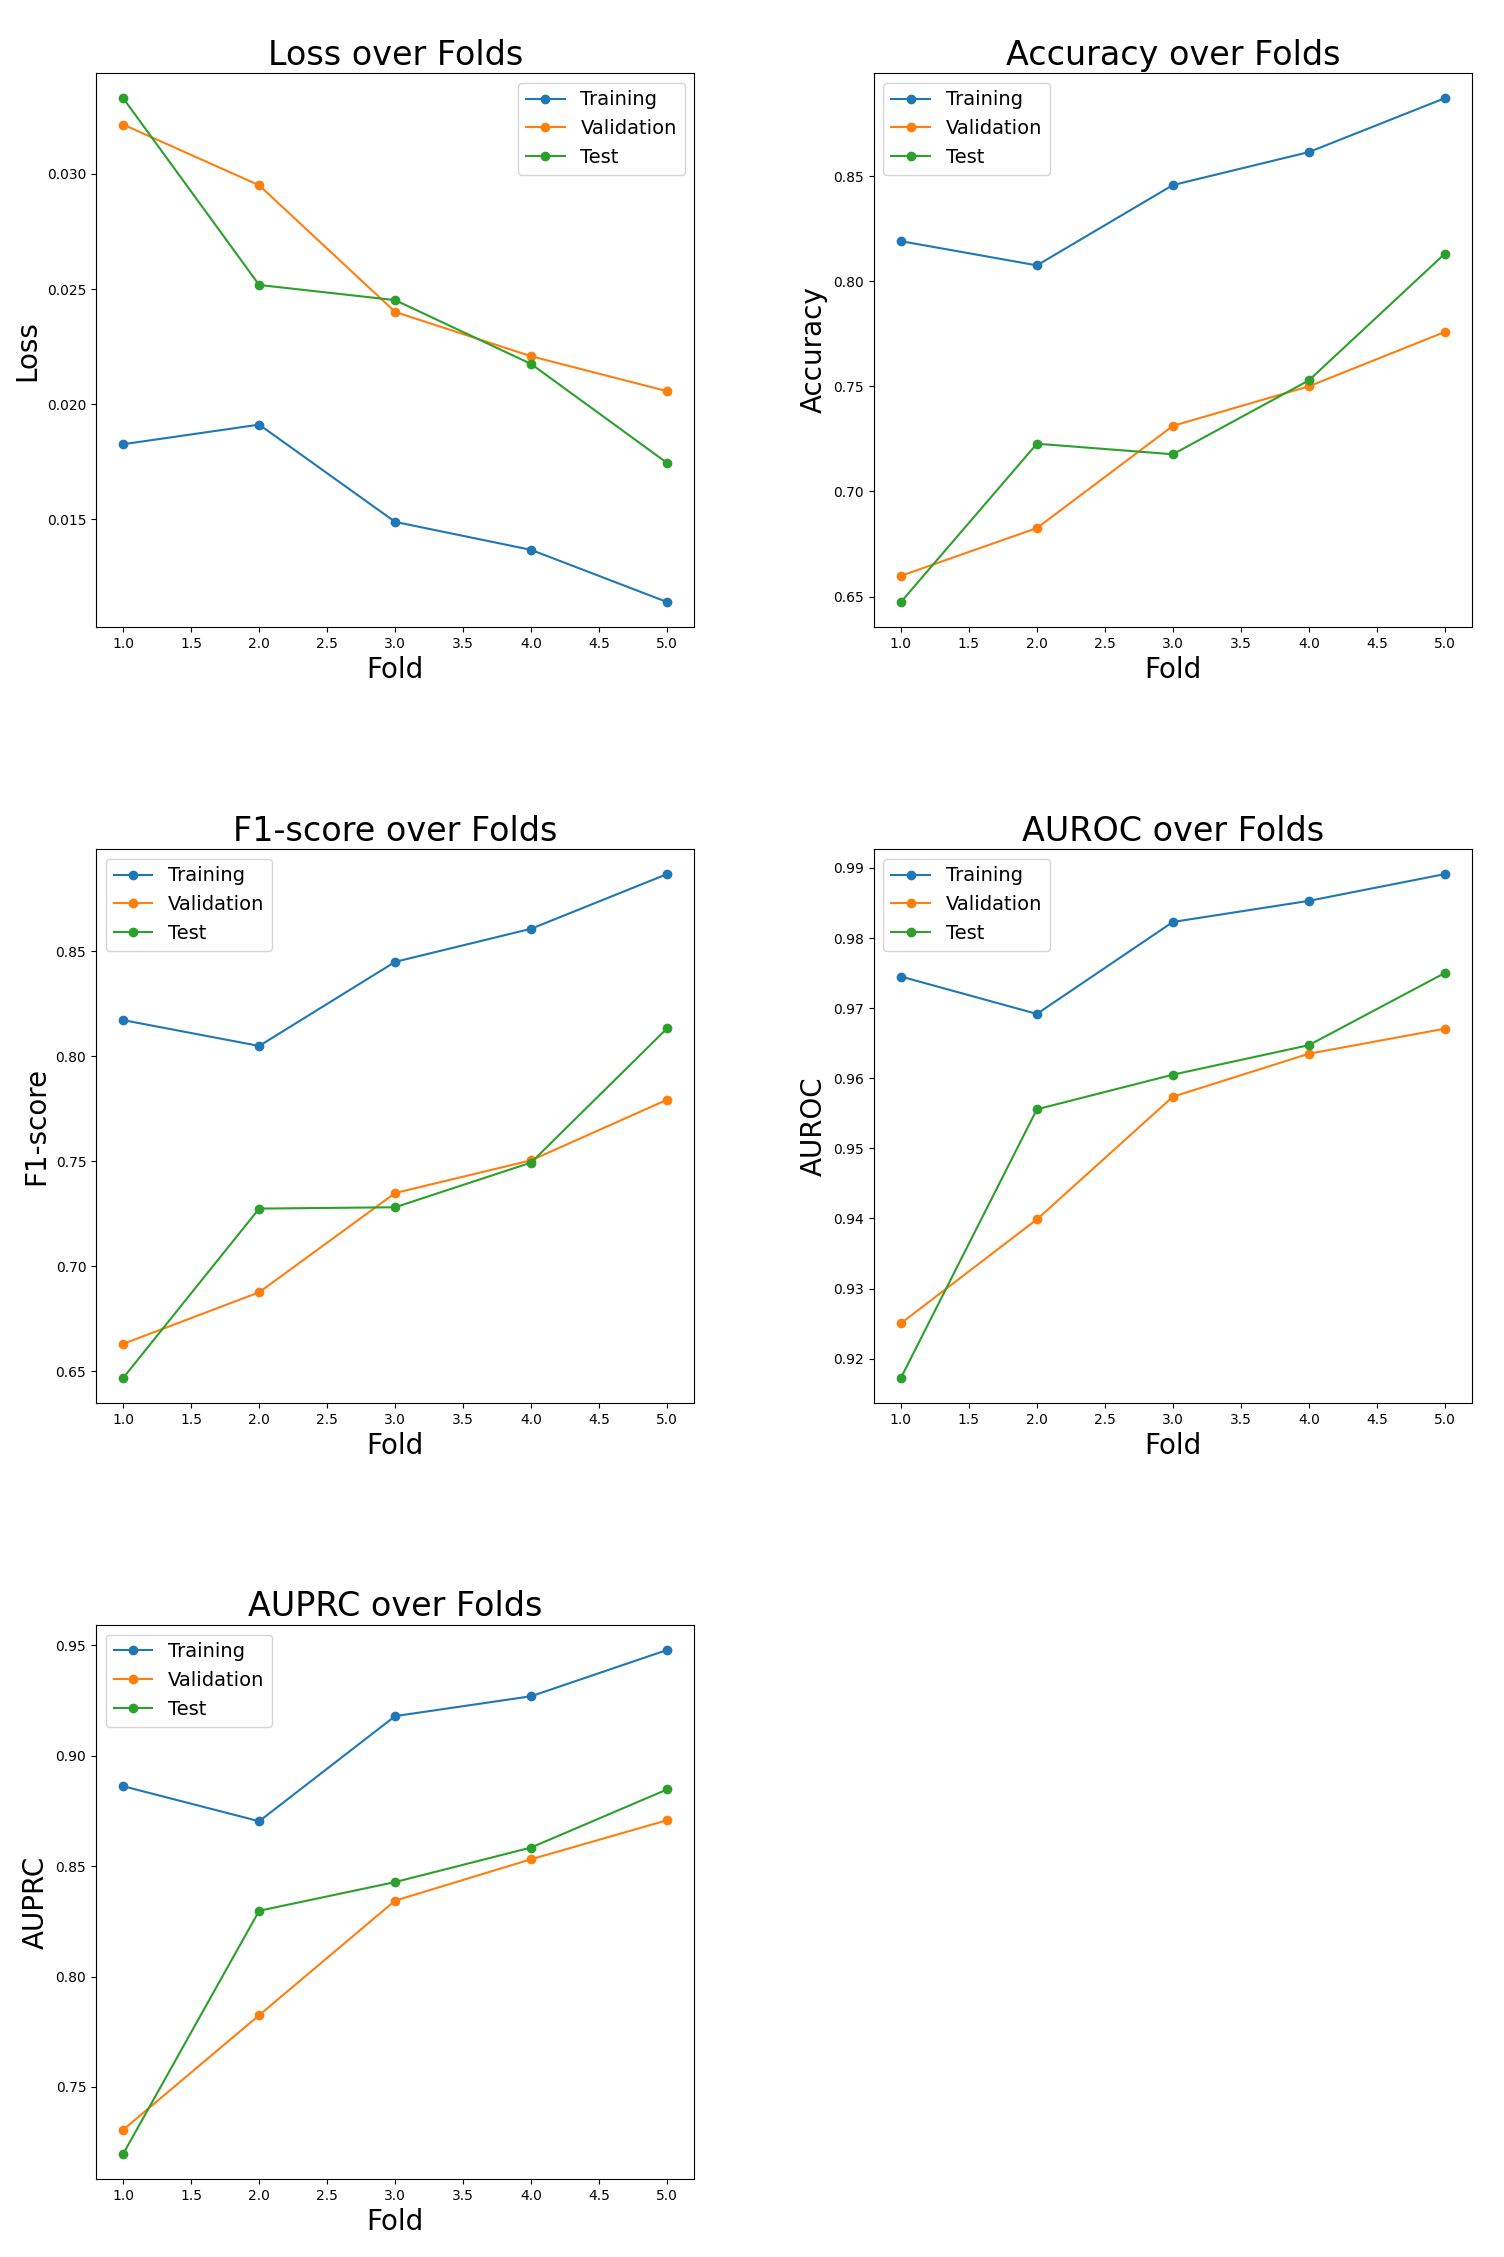 Loss over Folds
Training
Validation
Test
0.030
0.025
0.020
0.015
Loss
1.0 1.5 2.0 2.5 3.0 3.5 4.0 4.5 5.0
Fold
Accuracy over Folds
Training
Validation
Test
0.85
0.80
0.75
0.70
0.65
Accuracy
1.0 1.5 2.0 2.5 3.0 3.5 4.0 4.5 5.0
Fold
F1-score over Folds
Training
Validation
Test
0.85
0.80
0.75
0.70
0.65
F1-score
1.0 1.5 2.0 2.5 3.0 3.5 4.0 4.5 5.0
Fold
AUROC over Folds
Training
Validation
Test
0.99
0.98
0.97
0.96
0.95
0.94
0.93
0.92
AUROC
1.0 1.5 2.0 2.5 3.0 3.5 4.0 4.5 5.0
Fold
AUPRC over Folds
Training
Validation
Test
0.95
0.90
0.85
0.80
0.75
AUPRC
1.0 1.5 2.0 2.5 3.0 3.5 4.0 4.5 5.0
Fold